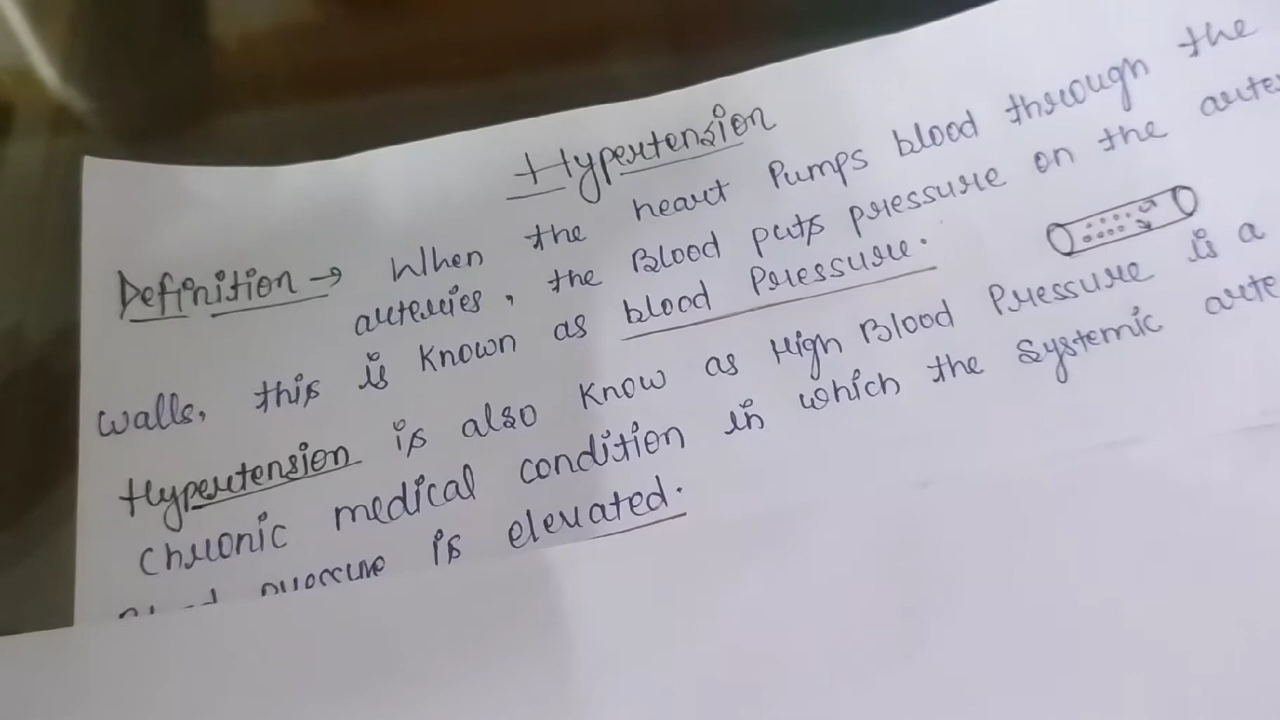 Hypertension
Definition → When the heart Pumps blood through the
arteries, the Blood puts pressure on the
walls, this is Known as blood Pressure.
Hypertension is also Know as High Blood Pressure is a
Chronic medical condition in which the systemic
is elevated.